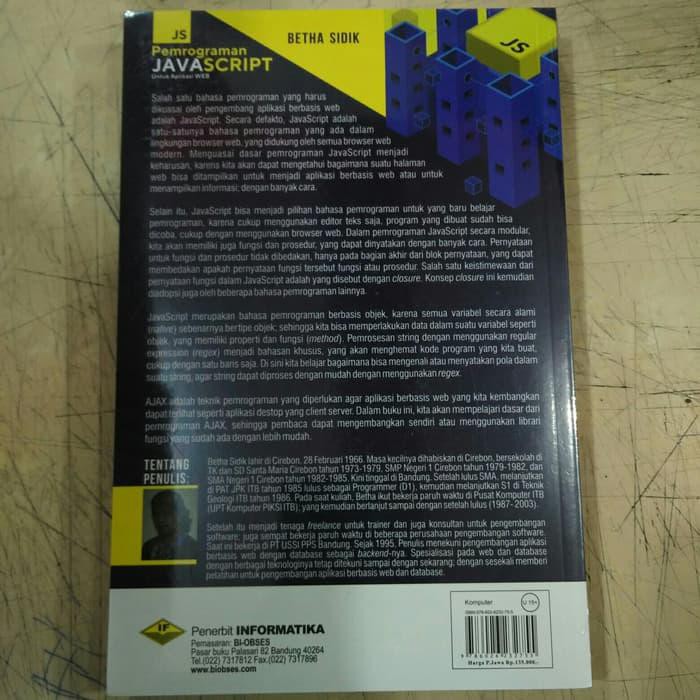 JS
Pemrograman
JAVASCRIPT
Untuk Aplikasi WEB
BETHA SIDIK
JS
Salah satu bahasa pemrograman yang harus
dikuasai oleh pengembang aplikasi berbasis web
adalah JavaScript. Secara defakto, JavaScript adalah
satu-satunya bahasa pemrograman yang ada dalam
lingkungan browser web, yang didukung oleh semua browser web
modern. Menguasai dasar pemrograman JavaScript menjadi
keharusan, karena kita akan dapat mengetahui bagaimana suatu halaman
web bisa ditampilkan untuk menjadi aplikasi berbasis web atau untuk
menampilkan informasi; dengan banyak cara.
Selain itu, JavaScript bisa menjadi pilihan bahasa pemrograman untuk yang baru belajar
pemrograman, karena cukup menggunakan editor teks saja, program yang dibuat sudah bisa
dicoba, cukup dengan menggunakan browser web. Dalam pemrograman JavaScript secara modular,
kita akan memiliki juga fungsi dan prosedur, yang dapat dinyatakan dengan banyak cara. Pernyataan
untuk fungsi dan prosedur tidak dibedakan, hanya pada bagian akhir dari blok pernyataan, yang dapat
membedakan apakah pernyataan fungsi tersebut fungsi atau prosedur. Salah satu keistimewaan dari
pernyataan fungsi dalam JavaScript adalah yang disebut dengan closure. Konsep closure ini kemudian
diadopsi juga oleh beberapa bahasa pemrograman lainnya.
JavaScript merupakan bahasa pemrograman berbasis objek, karena semua variabel secara alami
(native) sebenarnya bertipe objek; sehingga kita bisa memperlakukan data dalam suatu variabel seperti
objek, yang memiliki properti dan fungsi (method). Pemrosesan string dengan menggunakan regular
expression (regex) menjadi bahasan khusus, yang akan menghemat kode program yang kita buat,
cukup dengan satu baris saja. Di sini kita belajar bagaimana bisa mengenali atau menyatakan pola dalam
suatu string, agar string dapat diproses dengan mudah dengan menggunakan regex.
AJAX adalah teknik pemrograman yang diperlukan agar aplikasi berbasis web yang kita kembangkan
dapat terlihat seperti aplikasi destop yang client server. Dalam buku ini, kita akan mempelajari dasar dari
pemrograman AJAX, sehingga pembaca dapat mengembangkan sendiri atau menggunakan librari
fungsi yang sudah ada dengan lebih mudah.
TENTANG
PENULIS:
Betha Sidik lahir di Cirebon, 28 Februari 1966. Masa kecilnya dihabiskan di Cirebon, bersekolah di
TK dan SD Santa Maria Cirebon tahun 1973-1979, SMP Negeri 1 Cirebon tahun 1979-1982, dan
SMA Negeri 1 Cirebon tahun 1982-1985. Kini tinggal di Bandung. Setelah lulus SMA, melanjutkan
di PAT JPK ITB tahun 1985 lulus sebagai Programmer (D1), kemudian melanjutkan S1 di Teknik
Geologi ITB tahun 1986. Pada saat kuliah, Betha ikut bekerja paruh waktu di Pusat Komputer ITB
(UPT Komputer PIKSI ITB); yang kemudian berlanjut sampai dengan setelah lulus (1987- 2003).
Setelah itu menjadi tenaga freelance untuk trainer dan juga konsultan untuk pengembangan
software; juga sempat bekerja paruh waktu di beberapa perusahaan pengembangan software.
Saat ini bekerja di PT USSI PPS Bandung. Sejak 1995, Penulis menekuni pengembangan aplikasi
berbasis web dengan database sebagai backend-nya. Spesialisasi pada web dan database
dengan berbagai teknologinya tetap ditekuni sampai dengan sekarang; dengan sesekali memberi
pelatihan untuk pengembangan aplikasi berbasis web dan database.
IF
Penerbit INFORMATIKA
Pemasaran: BI-OBSES
Pasar buku Palasari 82 Bandung 40264
Tel.(022) 7317812 Fax.(022) 7317896
www.biobses.com
Komputer
U 15+
ISBN 978-602-6232-75-5
9 786026 232755
Harga P.Jawa Rp.135.000,-